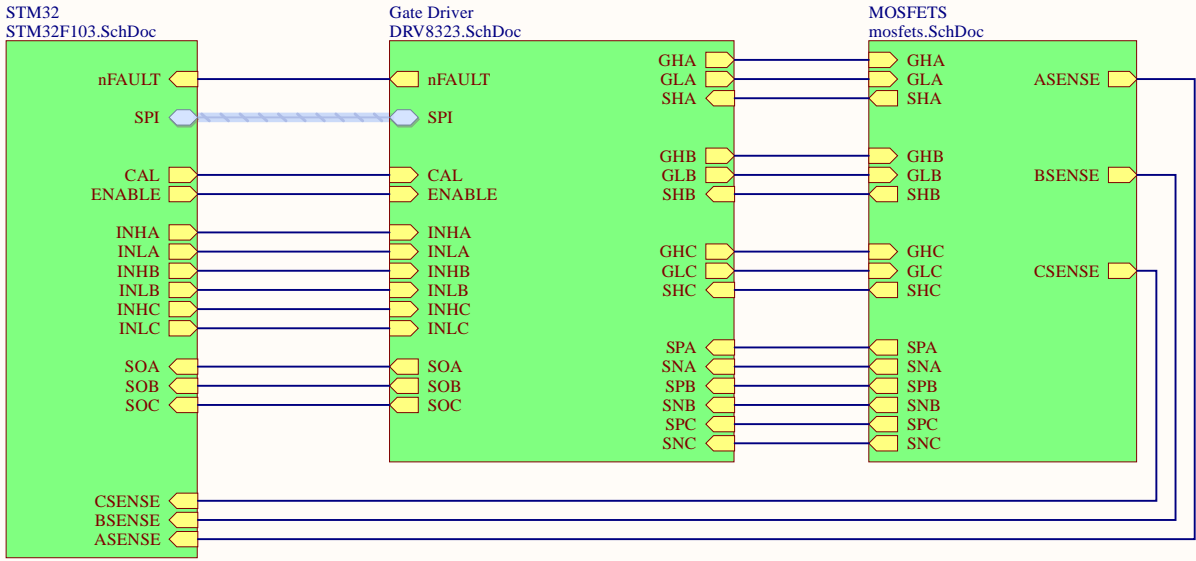 STM32
STM32F103.SchDoc
nFAULT
SPI
CAL
ENABLE
INHA
INLA
INHB
INLB
INHC
INLC
SOA
SOB
SOC
CSENSE
BSENSE
ASENSE
Gate Driver
DRV8323.SchDoc
nFAULT
SPI
CAL
ENABLE
INHA
INLA
INHB
INLB
INHC
INLC
SOA
SOB
SOC
GHA
GLA
SHA
GHB
GLB
SHB
GHC
GLC
SHC
SPA
SNA
SPB
SNB
SPC
SNC
MOSFETS
mosfets.SchDoc
GHA
GLA
SHA
GHB
GLB
SHB
GHC
GLC
SHC
SPA
SNA
SPB
SNB
SPC
SNC
ASENSE
BSENSE
CSENSE